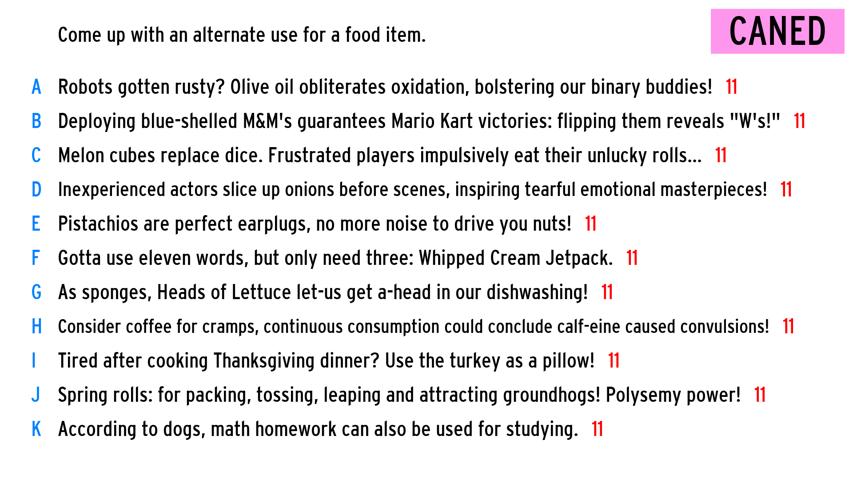 Come up with an alternate use for a food item.
CANED
A Robots gotten rusty? Olive oil obliterates oxidation, bolstering our binary buddies! 11
B Deploying blue-shelled M&M's guarantees Mario Kart victories: flipping them reveals "W's!" 11
C Melon cubes replace dice. Frustrated players impulsively eat their unlucky rolls... 11
D Inexperienced actors slice up onions before scenes, inspiring tearful emotional masterpieces! 11
E Pistachios are perfect earplugs, no more noise to drive you nuts! 11
F Gotta use eleven words, but only need three: Whipped Cream Jetpack. 11
G As sponges, Heads of Lettuce let-us get a-head in our dishwashing! 11
H Consider coffee for cramps, continuous consumption could conclude calf-eine caused convulsions! 11
I Tired after cooking Thanksgiving dinner? Use the turkey as a pillow! 11
J Spring rolls: for packing, tossing, leaping and attracting groundhogs! Polysemy power! 11
K According to dogs, math homework can also be used for studying. 11